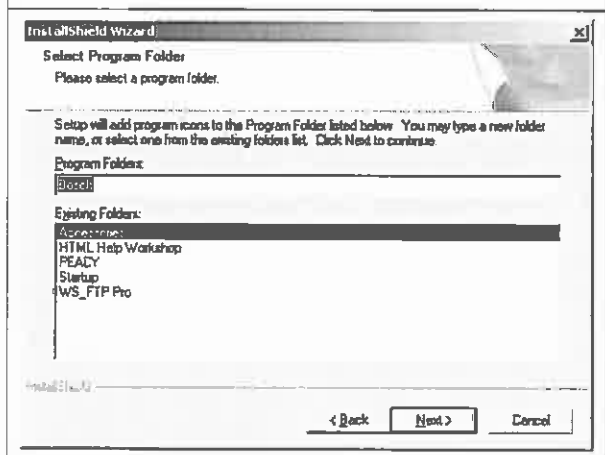 InstallShield Wizard
Select Program Folder
Please select a program folder.
Setup will add program icons to the Program Folder listed below. You may type a new folder
name, or select one from the existing folders list. Click Next to continue.
Program Folders:
Existing Folders:
Accessories
HTML Help Workshop
PEACY
Startup
WS_FTP Pro
InstallShield
< Back
Next >
Cancel